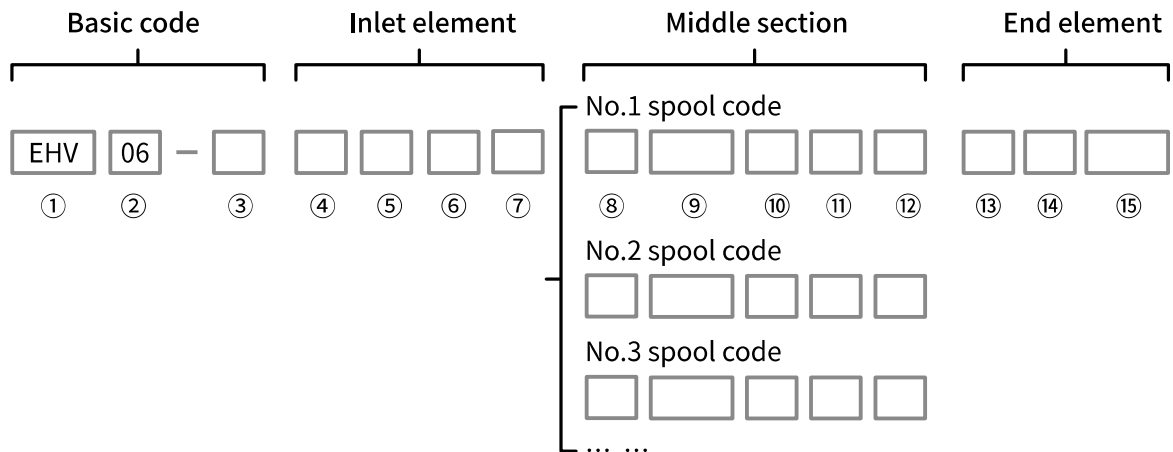 Basic code Inlet element Middle section End element
No.1 spool code
EHV 06 –
① ② ③ ④ ⑤ ⑥ ⑦ ⑧ ⑨ ⑩ ⑪ ⑫ ⑬ ⑭ ⑮
No.2 spool code
No.3 spool code
... ...